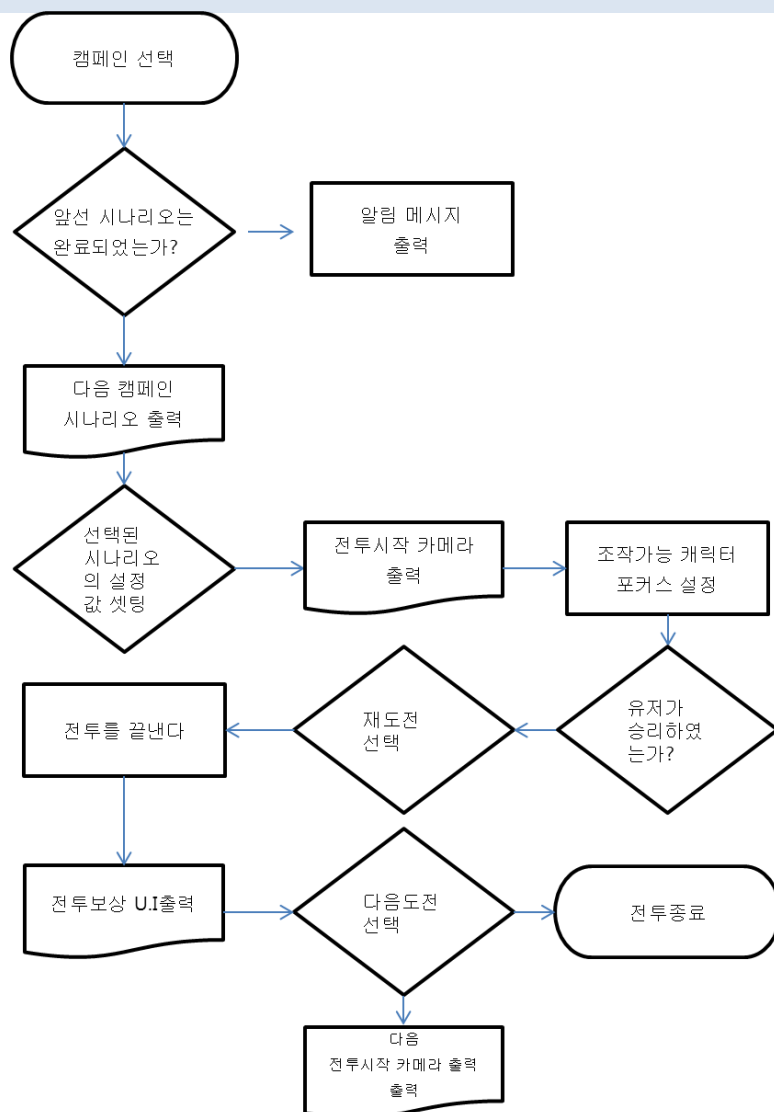 캠페인 선택
앞선 시나리오는
완료되었는가?
알림 메시지
출력
다음 캠페인
시나리오 출력
선택된
시나리오
의 설정
값 셋팅
전투시작 카메라
출력
조작가능 캐릭터
포커스 설정
전투를 끝낸다
재도전
선택
유저가
승리하였
는가?
전투보상 U.I출력
다음도전
선택
전투종료
다음
전투시작 카메라 출력
출력